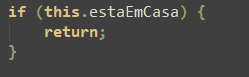 if (this.estaEmCasa) {
    return;
}